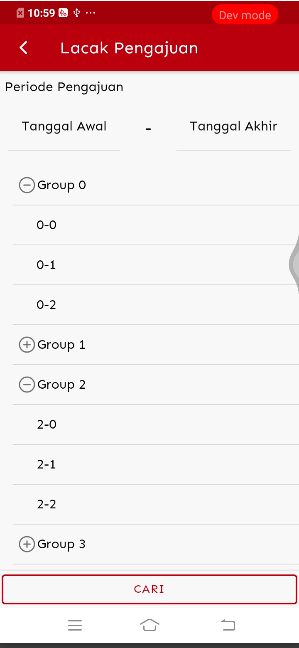 10:59
Dev mode
Lacak Pengajuan
Periode Pengajuan
Tanggal Awal - Tanggal Akhir
Group 0
0-0
0-1
0-2
Group 1
Group 2
2-0
2-1
2-2
Group 3
CARI